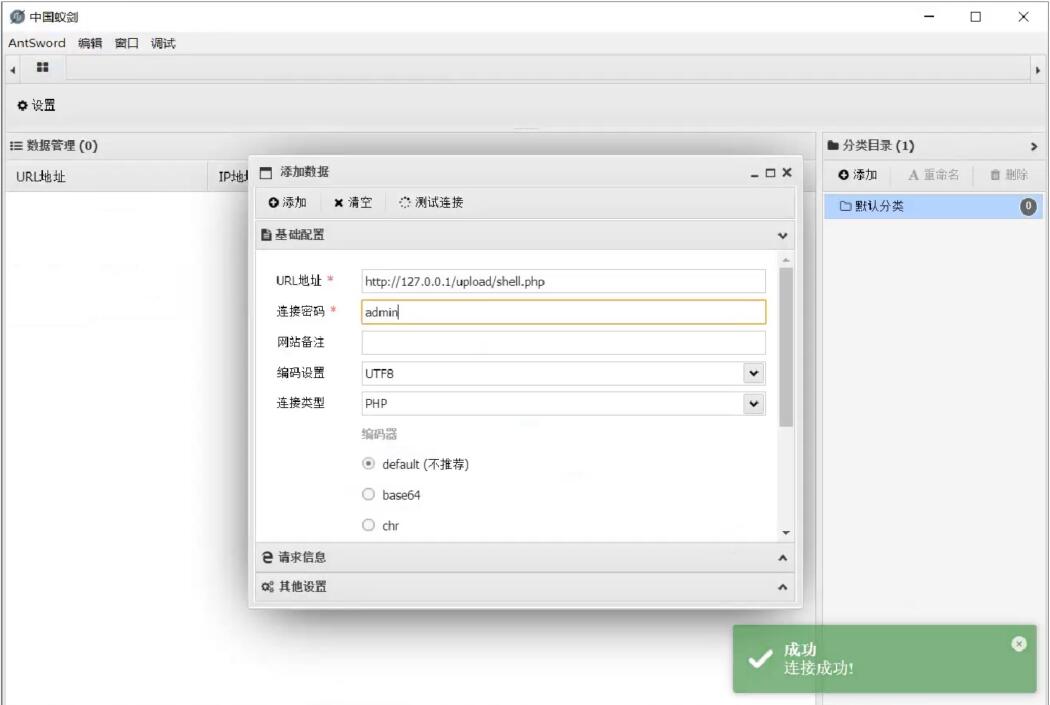 中国蚁剑
AntSword 编辑 窗口 调试
设置
数据管理 (0)
URL地址
IP地
分类目录 (1)
添加 重命名 删除
默认分类 0
添加数据
添加 清空 测试连接
基础配置
URL地址 * http://127.0.0.1/upload/shell.php
连接密码 * admin
网站备注
编码设置 UTF8
连接类型 PHP
编码器
default (不推荐)
base64
chr
请求信息
其他设置
成功
连接成功!